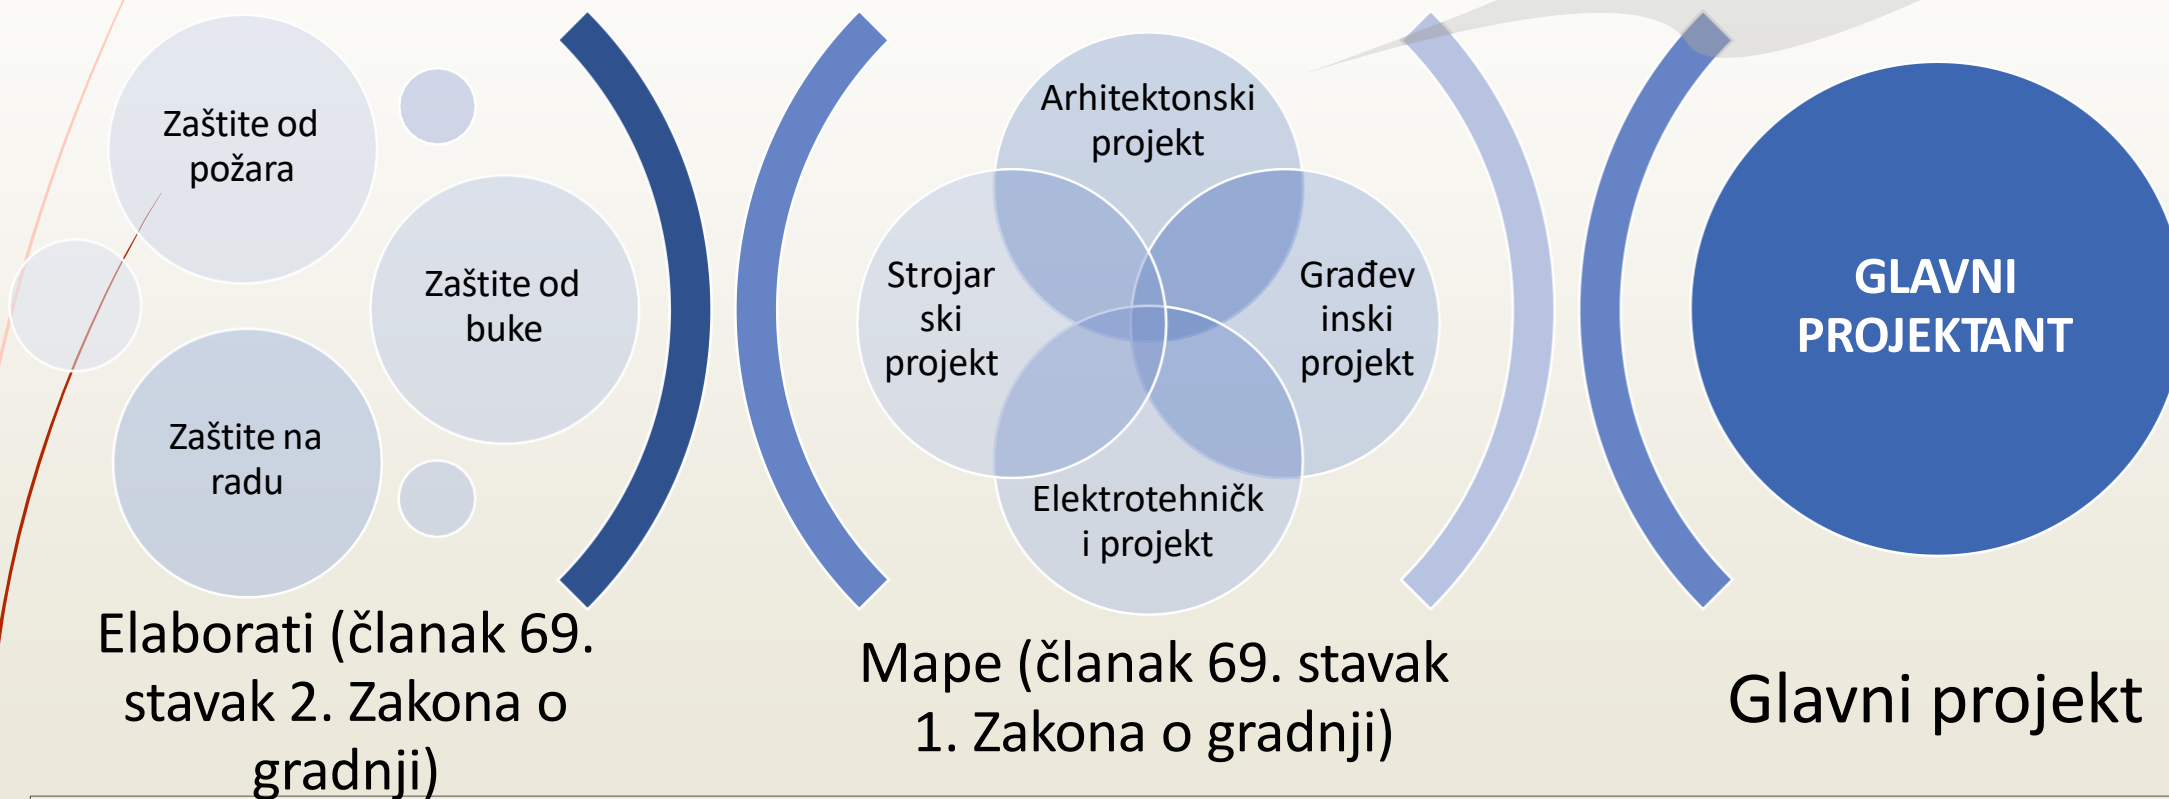 Zaštite od
požara
Zaštite od
buke
Zaštite na
radu
Elaborati (članak 69.
stavak 2. Zakona o
gradnji)
Arhitektonski
projekt
Strojar
ski
projekt
Građev
inski
projekt
Elektrotehničk
i projekt
Mape (članak 69. stavak
1. Zakona o gradnji)
GLAVNI
PROJEKTANT
Glavni projekt